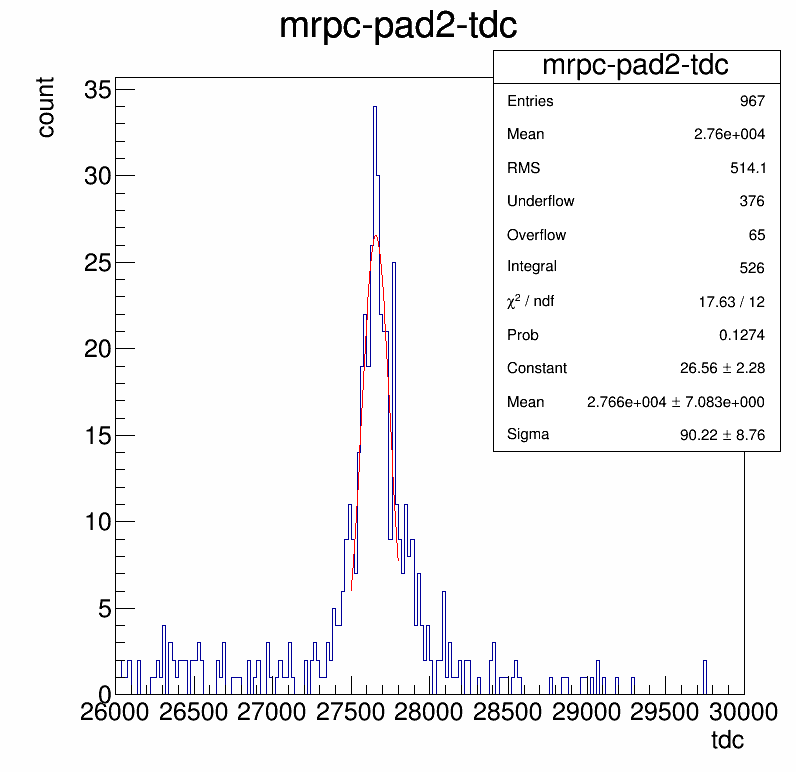 mrpc-pad2-tdc
mrpc-pad2-tdc
Entries 967
Mean 2.76e+004
RMS 514.1
Underflow 376
Overflow 65
Integral 526
χ² / ndf 17.63 / 12
Prob 0.1274
Constant 26.56 ± 2.28
Mean 2.766e+004 ± 7.083e+000
Sigma 90.22 ± 8.76
count
35
30
25
20
15
10
5
0
26000 26500 27000 27500 28000 28500 29000 29500 30000
tdc